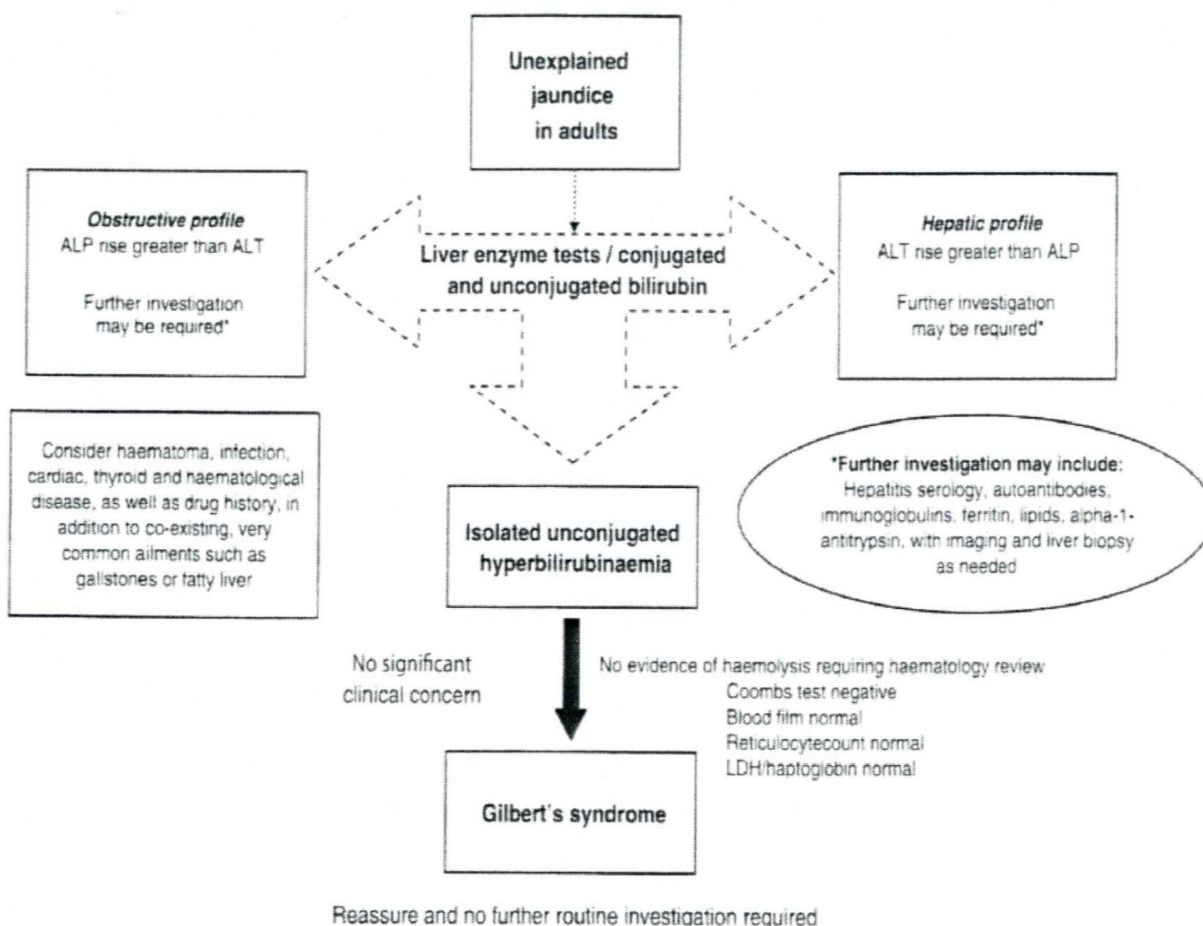 Unexplained
jaundice
in adults
Obstructive profile
ALP rise greater than ALT
Further investigation
may be required*
Liver enzyme tests / conjugated
and unconjugated bilirubin
Hepatic profile
ALT rise greater than ALP
Further investigation
may be required*
Consider haematoma, infection,
cardiac, thyroid and haematological
disease, as well as drug history, in
addition to co-existing, very
common ailments such as
gallstones or fatty liver
Isolated unconjugated
hyperbilirubinaemia
*Further investigation may include:
Hepatitis serology, autoantibodies,
immunoglobulins, ferritin, lipids, alpha-1-
antitrypsin, with imaging and liver biopsy
as needed
No significant
clinical concern
No evidence of haemolysis requiring haematology review
Coombs test negative
Blood film normal
Reticulocytecount normal
LDH/haptoglobin normal
Gilbert's syndrome
Reassure and no further routine investigation required